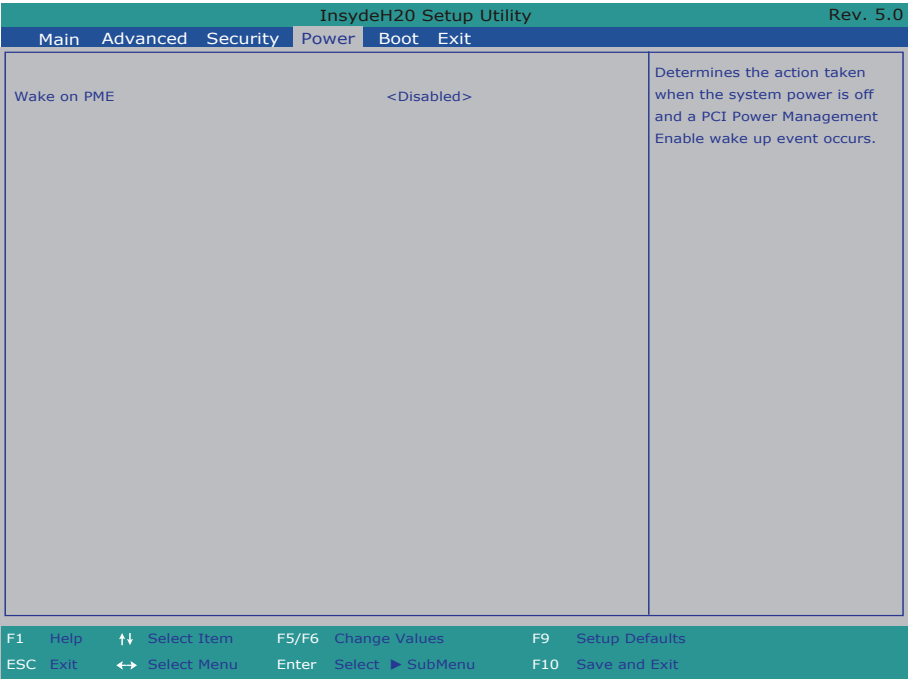 InsydeH20 Setup Utility Rev. 5.0
Main Advanced Security Power Boot Exit
Wake on PME <Disabled>
Determines the action taken
when the system power is off
and a PCI Power Management
Enable wake up event occurs.
F1 Help ↑↓ Select Item F5/F6 Change Values F9 Setup Defaults
ESC Exit ↔ Select Menu Enter Select ▶ SubMenu F10 Save and Exit